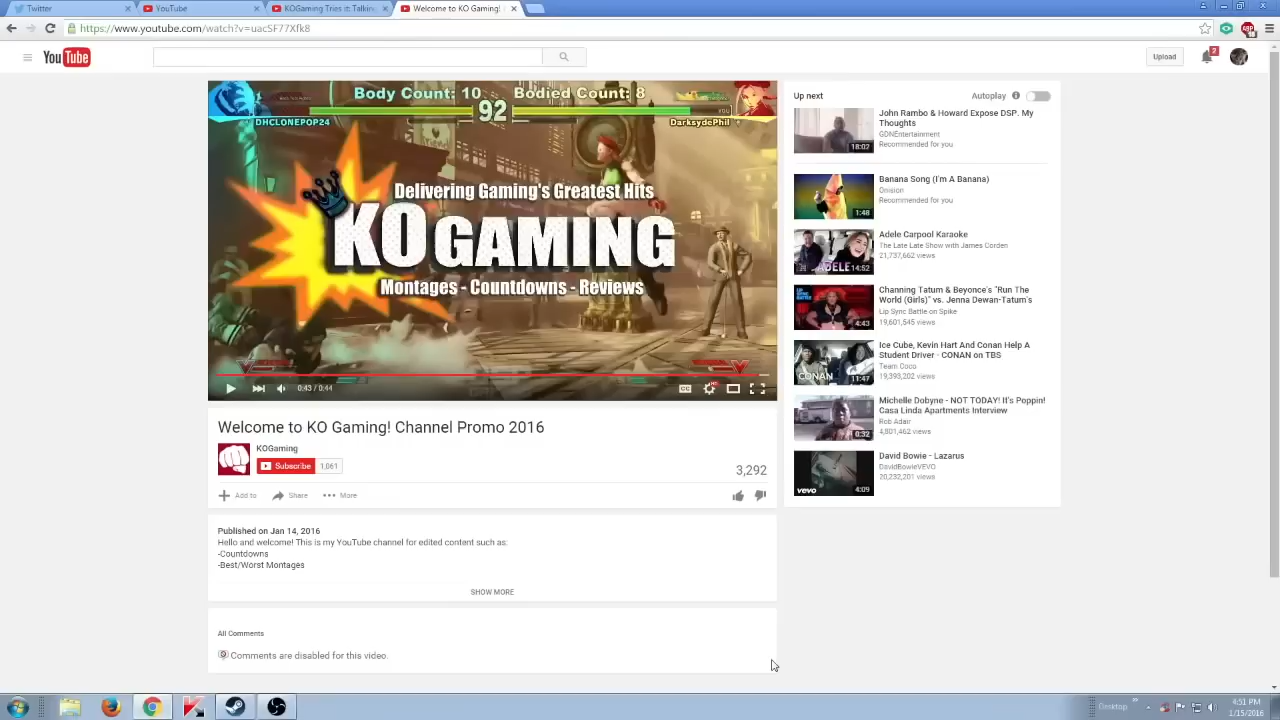 Twitter
YouTube
KOGaming Tries it:Talkin
Welcome to KO Gaming!
https://www.youtube.com/watch?v=uacSF77Xfk8
YouTube
Upload
2
Body Count: 10 Bodied Count: 8
92
DHCLONEPOP24
DarksydePhil
Delivering Gaming's Greatest Hits
KO GAMING
Montages - Countdowns - Reviews
0:43 / 0:44
CC
Welcome to KO Gaming! Channel Promo 2016
KOGaming
Subscribe 1,061
3,292
Add to Share More
Published on Jan 14, 2016
Hello and welcome! This is my YouTube channel for edited content such as:
-Countdowns
-Best/Worst Montages
SHOW MORE
All Comments
Comments are disabled for this video.
Up next
Autoplay
John Rambo & Howard Expose DSP. My
Thoughts
GDNEntertainment
Recommended for you
18:02
Banana Song (I'm A Banana)
Onision
Recommended for you
1:48
Adele Carpool Karaoke
The Late Late Show with James Corden
21,737,662 views
ADELE 14:52
Channing Tatum & Beyonce's "Run The
World (Girls)" vs. Jenna Dewan-Tatum's
Lip Sync Battle on Spike
19,601,545 views
4:43
Ice Cube, Kevin Hart And Conan Help A
Student Driver - CONAN on TBS
Team Coco
19,393,202 views
CONAN 11:47
Michelle Dobyne - NOT TODAY! It's Poppin!
Casa Linda Apartments Interview
Rob Adair
4,801,462 views
0:32
David Bowie - Lazarus
DavidBowieVEVO
20,232,201 views
vevo 4:09
Desktop
4:51 PM
1/15/2016